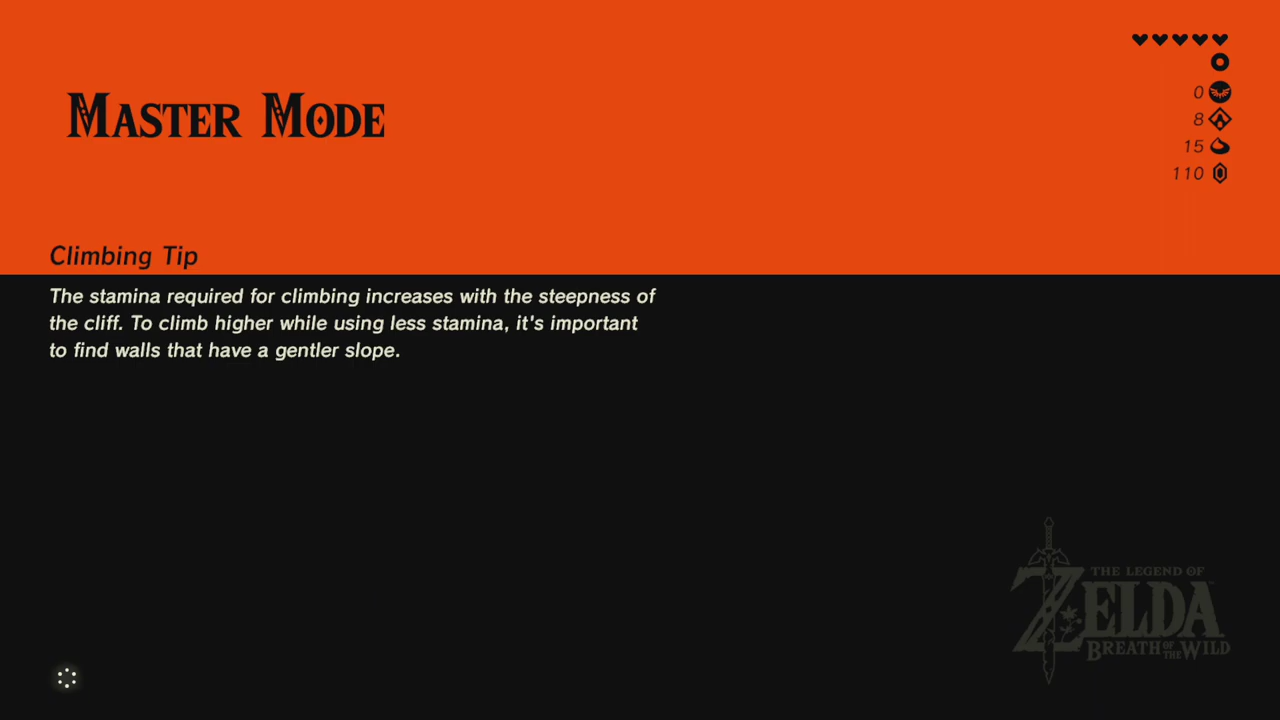 MASTER MODE
0
8
15
110
Climbing Tip
The stamina required for climbing increases with the steepness of
the cliff. To climb higher while using less stamina, it's important
to find walls that have a gentler slope.
THE LEGEND OF
ZELDA
BREATH OF THE WILD